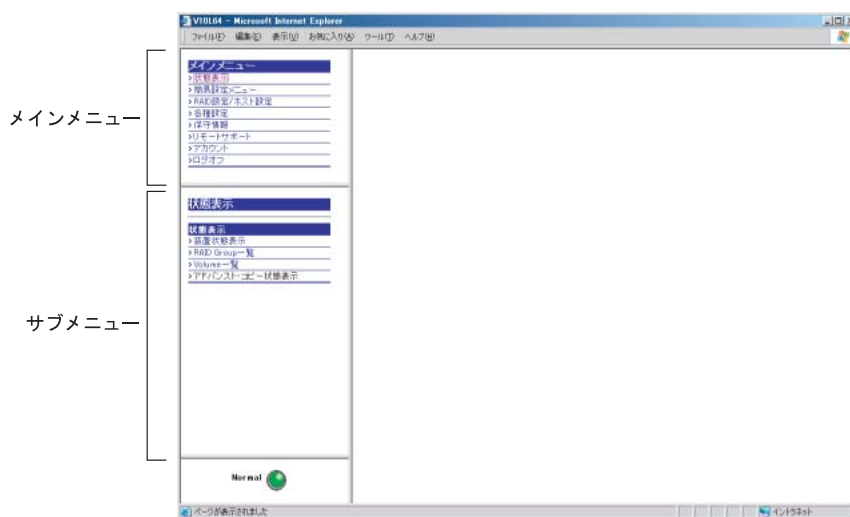 V10L64 - Microsoft Internet Explorer
ファイル(F) 編集(E) 表示(V) お気に入り(A) ツール(T) ヘルプ(H)
メインメニュー
メインメニュー
›状態表示
›簡易設定メニュー
›RAID設定/ホスト設定
›各種設定
›保守情報
›リモートサポート
›アカウント
›ログオフ
サブメニュー
状態表示
状態表示
›装置状態表示
›RAID Group一覧
›Volume一覧
›アドバンスト・コピー状態表示
Normal
ページが表示されました
イントラネット